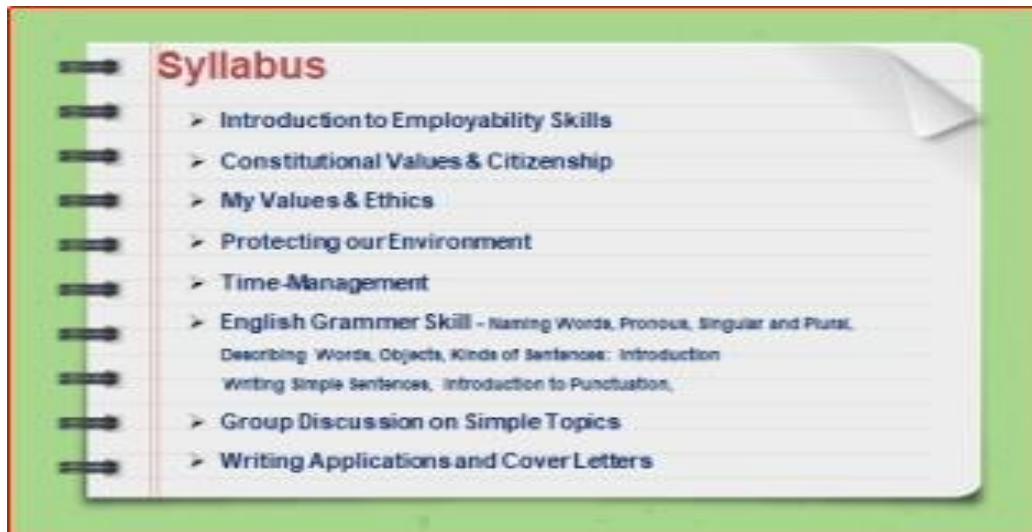 Syllabus
➢ Introduction to Employability Skills
➢ Constitutional Values & Citizenship
➢ My Values & Ethics
➢ Protecting our Environment
➢ Time-Management
➢ English Grammer Skill - Naming Words, Pronous, Singular and Plural,
Describing Words, Objects, Kinds of Sentences: Introduction
Writing Simple Sentences, Introduction to Punctuation,
➢ Group Discussion on Simple Topics
➢ Writing Applications and Cover Letters